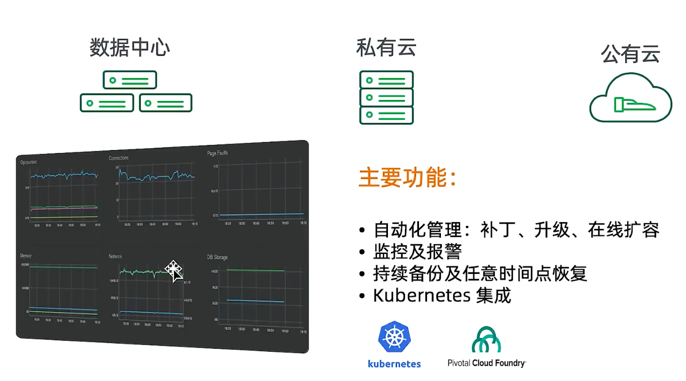 数据中心
私有云
公有云
Opcounters
Connections
Page Faults
Memory
Network
DB Storage
主要功能：
• 自动化管理：补丁、升级、在线扩容
• 监控及报警
• 持续备份及任意时间点恢复
• Kubernetes 集成
kubernetes
Pivotal Cloud Foundry